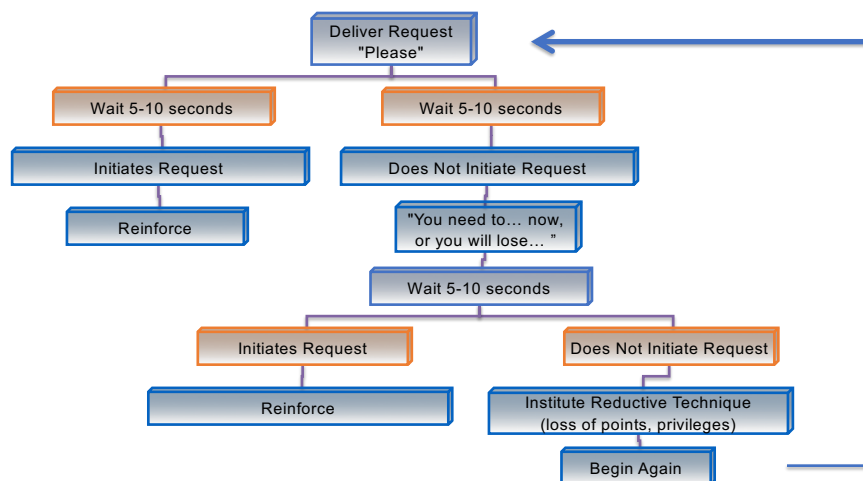 Deliver Request
"Please"
Wait 5-10 seconds
Wait 5-10 seconds
Initiates Request
Does Not Initiate Request
Reinforce
"You need to… now,
or you will lose… ”
Wait 5-10 seconds
Initiates Request
Does Not Initiate Request
Reinforce
Institute Reductive Technique
(loss of points, privileges)
Begin Again